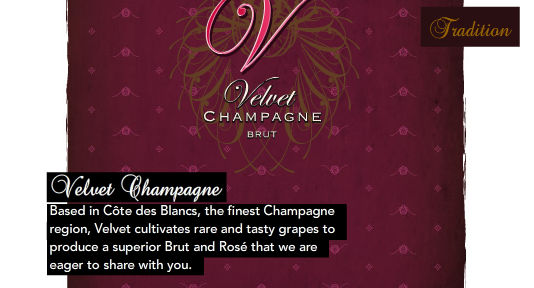 Tradition
V
Velvet
CHAMPAGNE
BRUT
Velvet Champagne
Based in Côte des Blancs, the finest Champagne
region, Velvet cultivates rare and tasty grapes to
produce a superior Brut and Rosé that we are
eager to share with you.